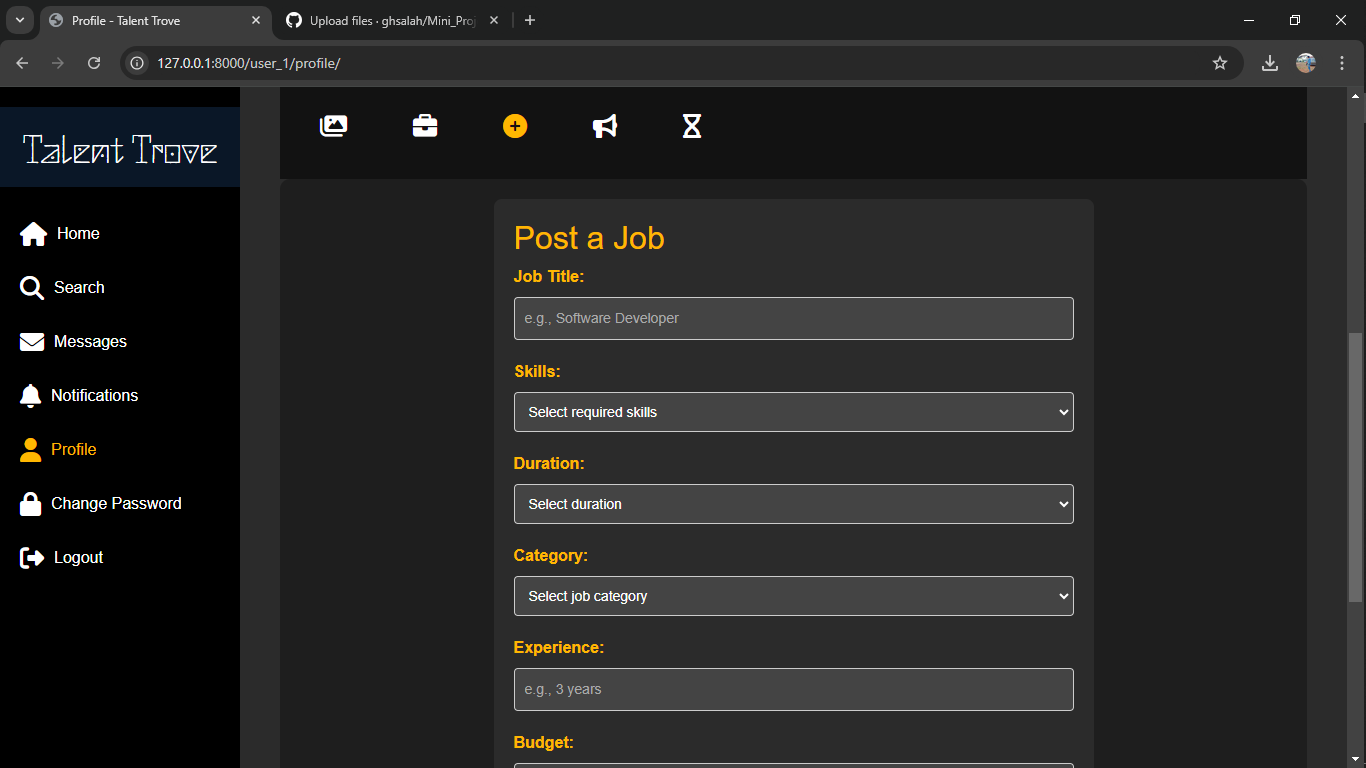 Profile - Talent Trove
Upload files · ghsalah/Mini_Proj
127.0.0.1:8000/user_1/profile/
Talent Trove
Home
Search
Messages
Notifications
Profile
Change Password
Logout
Post a Job
Job Title:
e.g., Software Developer
Skills:
Select required skills
Duration:
Select duration
Category:
Select job category
Experience:
e.g., 3 years
Budget: